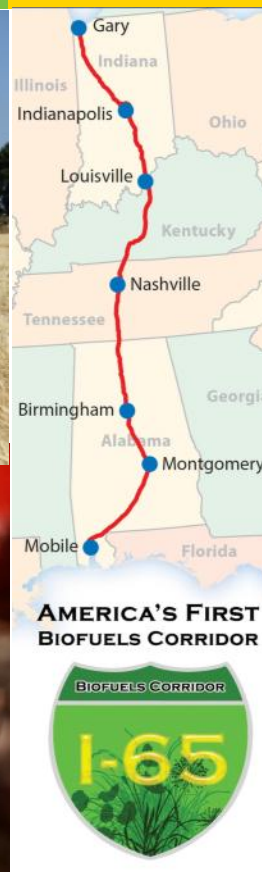 Gary
Indiana
Illinois
Indianapolis
Ohio
Louisville
Kentucky
Nashville
Tennessee
Georgi
Birmingham
Alabama
Montgomery
Mobile
Florida
AMERICA'S FIRST
BIOFUELS CORRIDOR
BIOFUELS CORRIDOR
I-65